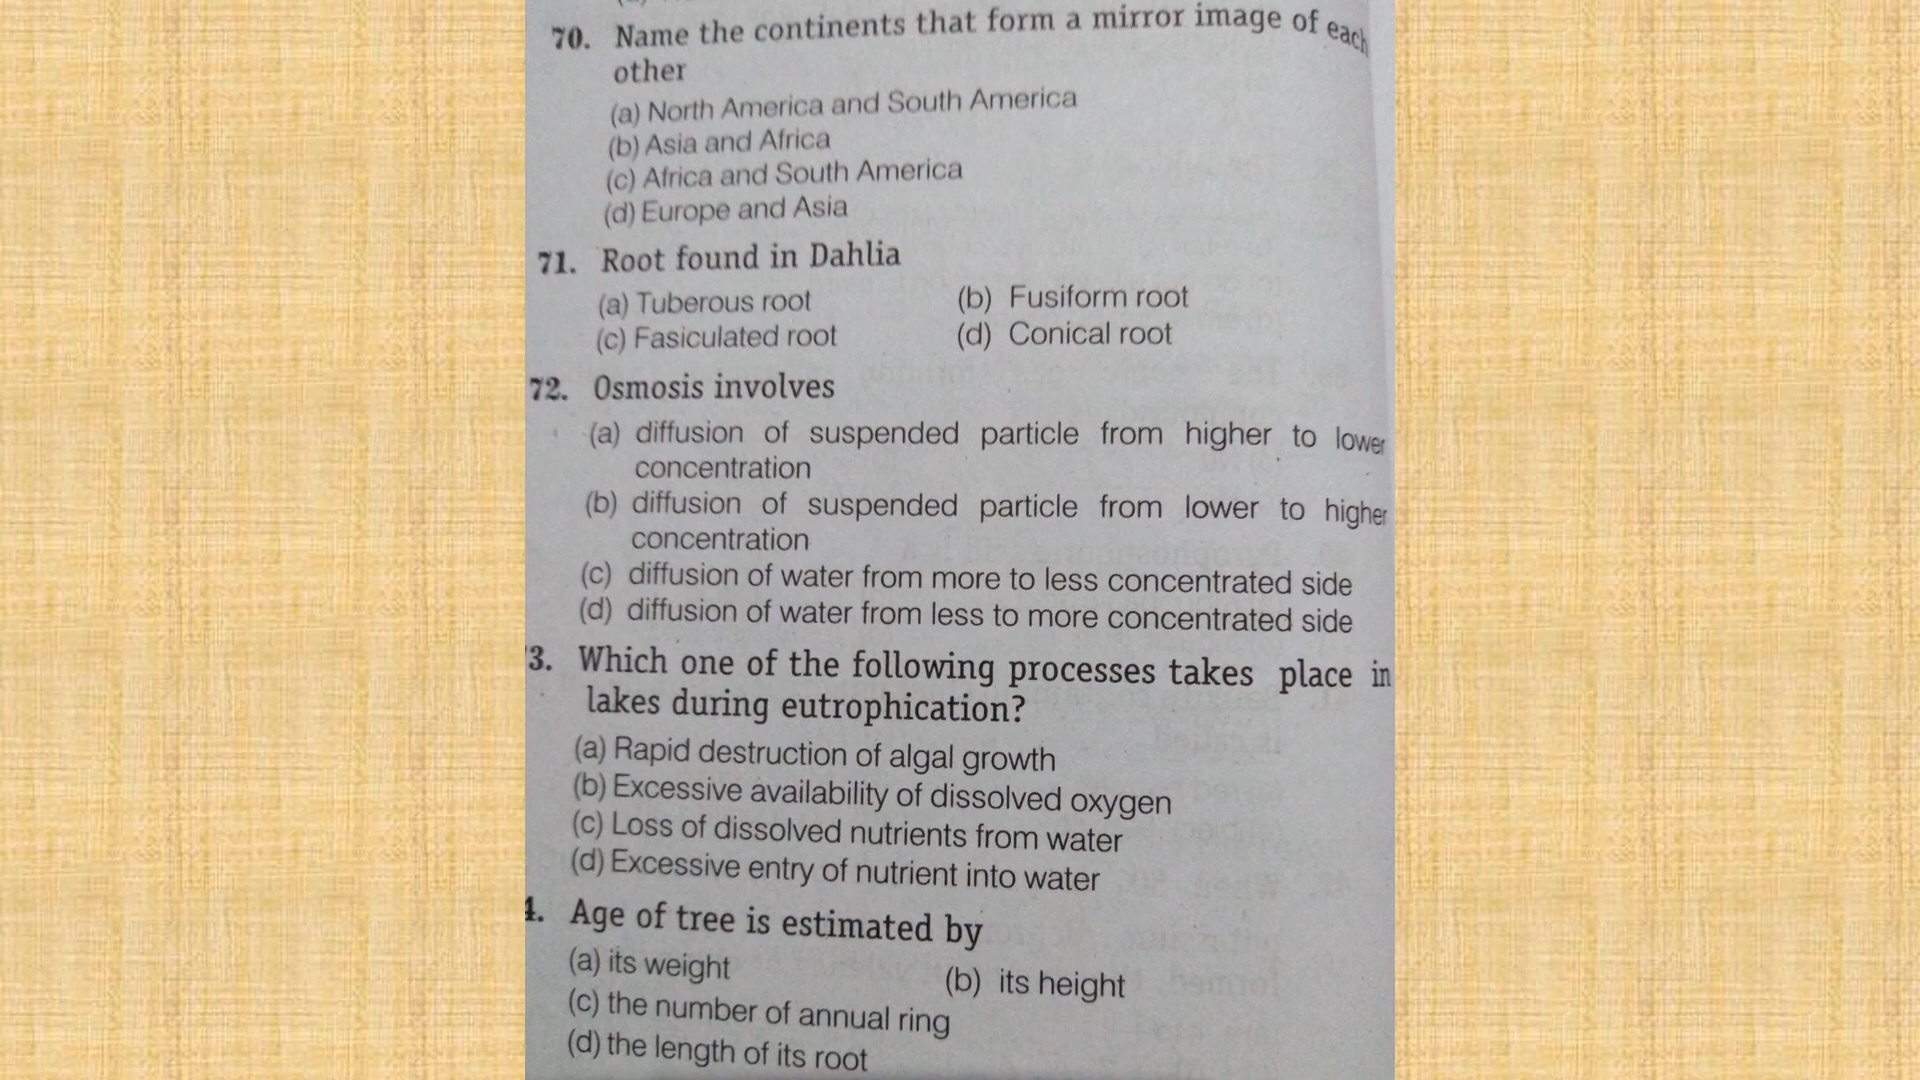 70. Name the continents that form a mirror image of each
other
(a) North America and South America
(b) Asia and Africa
(c) Africa and South America
(d) Europe and Asia
71. Root found in Dahlia
(a) Tuberous root (b) Fusiform root
(c) Fasiculated root (d) Conical root
72. Osmosis involves
(a) diffusion of suspended particle from higher to lower
concentration
(b) diffusion of suspended particle from lower to higher
concentration
(c) diffusion of water from more to less concentrated side
(d) diffusion of water from less to more concentrated side
3. Which one of the following processes takes place in
lakes during eutrophication?
(a) Rapid destruction of algal growth
(b) Excessive availability of dissolved oxygen
(c) Loss of dissolved nutrients from water
(d) Excessive entry of nutrient into water
4. Age of tree is estimated by
(a) its weight (b) its height
(c) the number of annual ring
(d) the length of its root